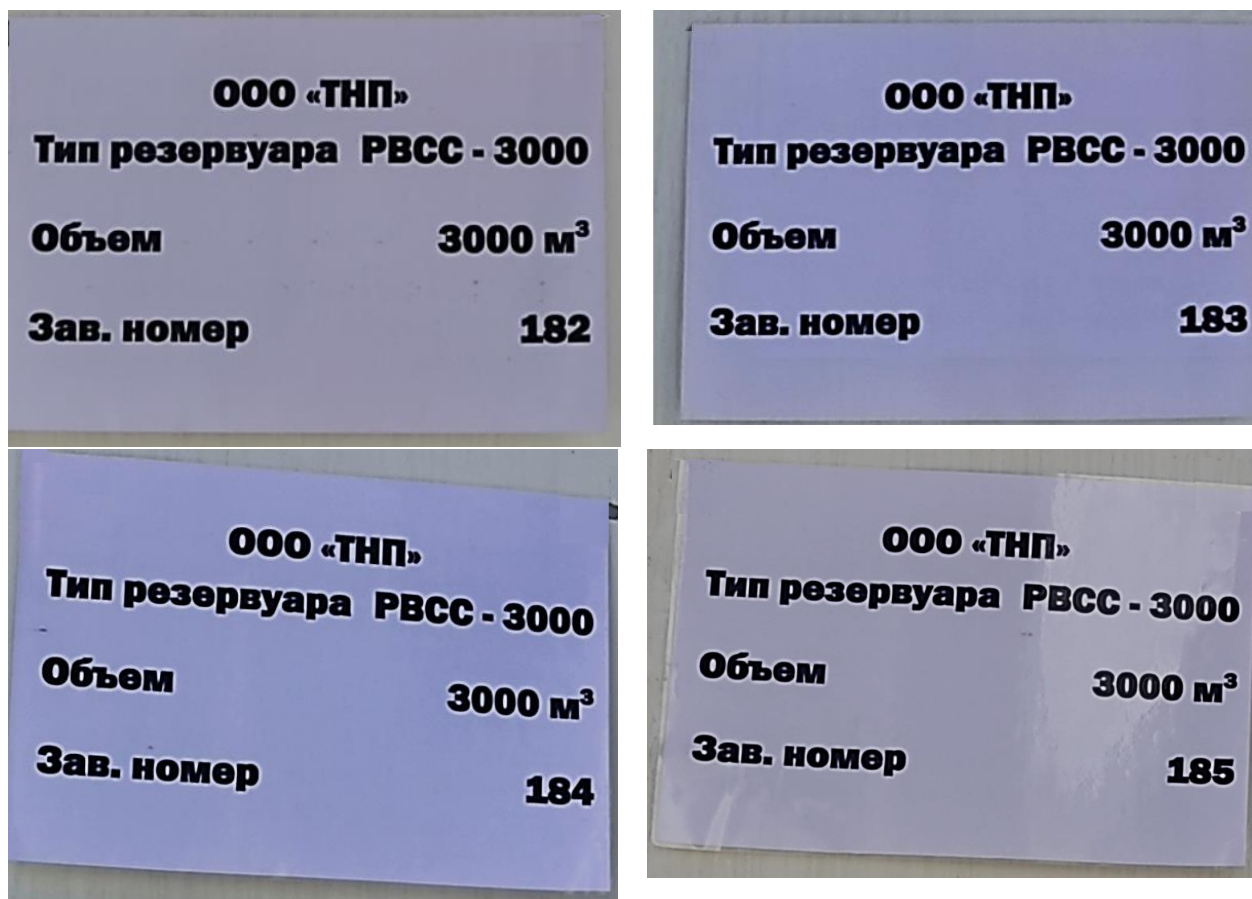 ООО «ТНП»
Тип резервуара РВСС - 3000
Объем 3000 м³
Зав. номер 182
ООО «ТНП»
Тип резервуара РВСС - 3000
Объем 3000 м³
Зав. номер 183
ООО «ТНП»
Тип резервуара РВСС - 3000
Объем 3000 м³
Зав. номер 184
ООО «ТНП»
Тип резервуара РВСС - 3000
Объем 3000 м³
Зав. номер 185